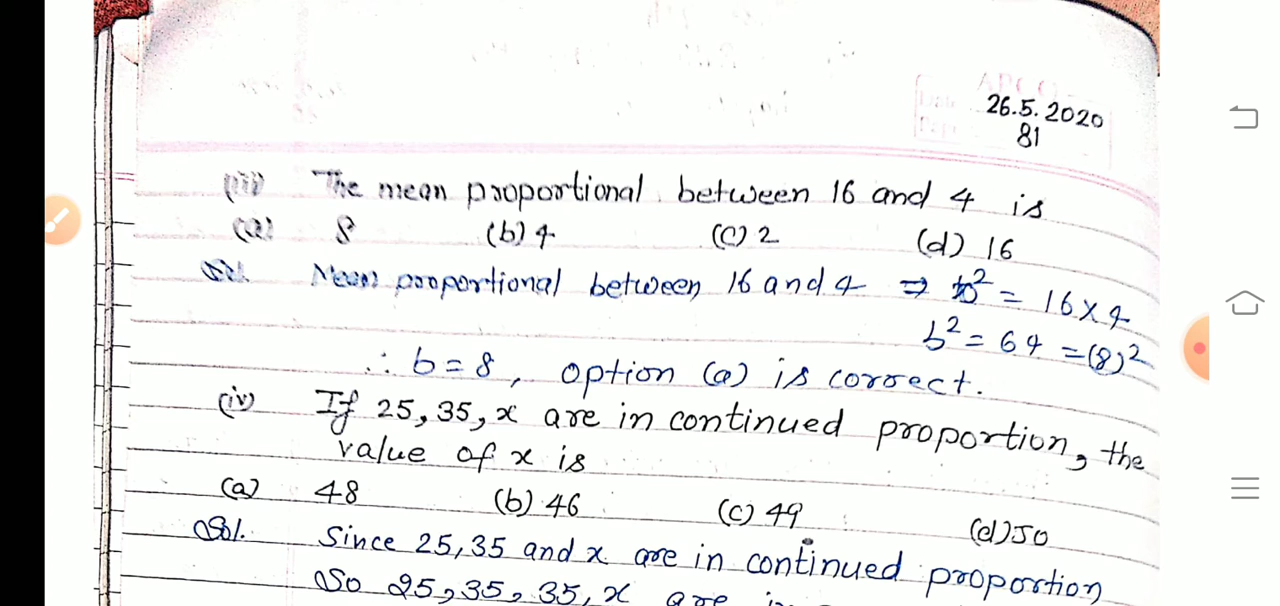 26.5.2020
81
(iii) The mean proportional between 16 and 4 is
(a) 8 (b) 4 (c) 2 (d) 16
Sol. Mean proportional between 16 and 4 ⇒ b² = 16 × 4
b² = 64 = (8)²
∴ b = 8, option (a) is correct.
(iv) If 25, 35, x are in continued proportion, the
value of x is
(a) 48 (b) 46 (c) 49 (d) 50
Sol. Since 25, 35 and x are in continued proportion
So 25, 35, 35, x are